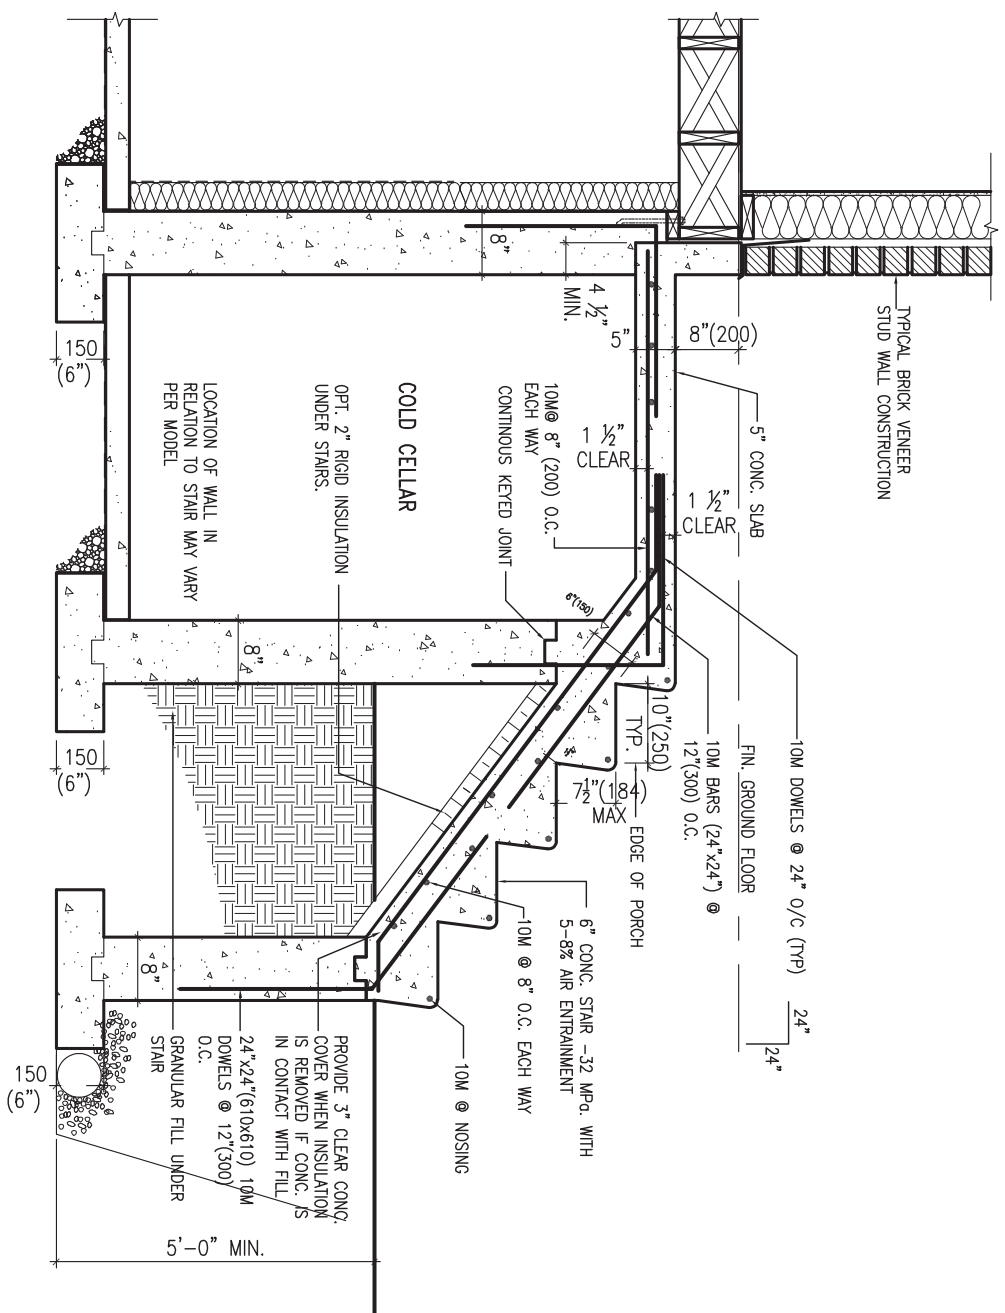 TYPICAL BRICK VENEER
STUD WALL CONSTRUCTION
8"(200)
5"
4 ½"
MIN.
8"
5" CONC. SLAB
1 ½"
CLEAR
1 ½"
CLEAR
10M@ 8" (200) O.C.
EACH WAY
CONTINOUS KEYED JOINT
COLD CELLAR
OPT. 2" RIGID INSULATION
UNDER STAIRS.
LOCATION OF WALL IN
RELATION TO STAIR MAY VARY
PER MODEL
150
(6")
6"(150)
8"
150
(6")
10M DOWELS @ 24" O/C (TYP)
24"
24"
FIN. GROUND FLOOR
10M BARS (24"x24") @
12"(300) O.C.
10"(250)
TYP.
7½"(184)
MAX
EDGE OF PORCH
6" CONC. STAIR -32 MPa. WITH
5-8% AIR ENTRAINMENT
10M @ 8" O.C. EACH WAY
10M @ NOSING
PROVIDE 3" CLEAR CONC.
COVER WHEN INSULATION
IS REMOVED IF CONC. IS
IN CONTACT WITH FILL
24"x24"(610x610) 10M
DOWELS @ 12"(300)
O.C.
GRANULAR FILL UNDER
STAIR
8"
150
(6")
5'-0" MIN.